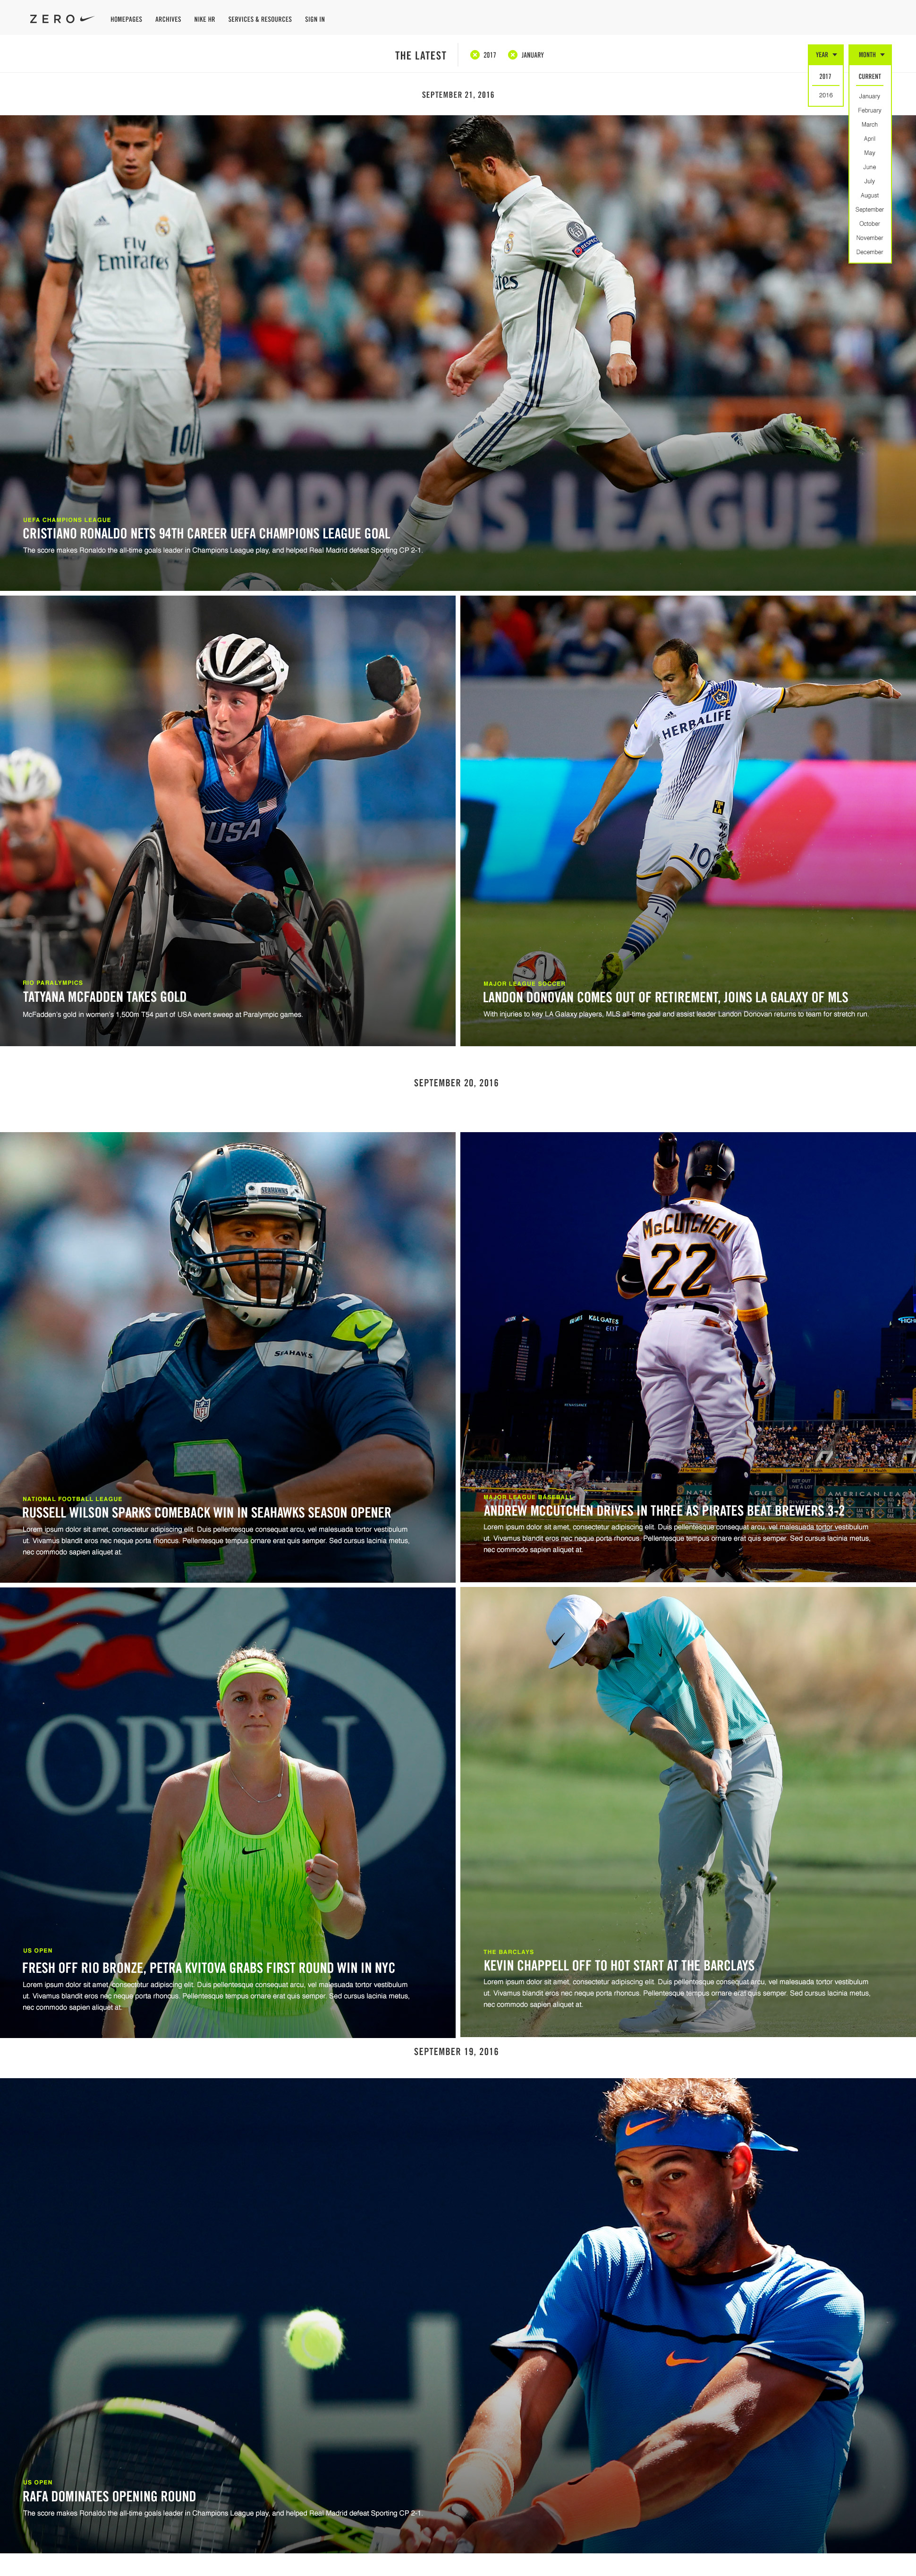 ZERO
HOMEPAGES
ARCHIVES
NIKE HR
SERVICES & RESOURCES
SIGN IN
THE LATEST
2017
JANUARY
YEAR
2017
2016
MONTH
CURRENT
January
February
March
April
May
June
July
August
September
October
November
December
SEPTEMBER 21, 2016
Fly
Emirates
RESPECT
10
UEFA CHAMPIONS LEAGUE
CRISTIANO RONALDO NETS 94TH CAREER UEFA CHAMPIONS LEAGUE GOAL
The score makes Ronaldo the all-time goals leader in Champions League play, and helped Real Madrid defeat Sporting CP 2-1.
USA
RIO PARALYMPICS
TATYANA MCFADDEN TAKES GOLD
McFadden's gold in women's 1,500m T54 part of USA event sweep at Paralympic games.
HERBALIFE
10
LA
MAJOR LEAGUE SOCCER
LANDON DONOVAN COMES OUT OF RETIREMENT, JOINS LA GALAXY OF MLS
With injuries to key LA Galaxy players, MLS all-time goal and assist leader Landon Donovan returns to team for stretch run.
SEPTEMBER 20, 2016
SEAHAWKS
SEAHAWKS
NFL
3
NATIONAL FOOTBALL LEAGUE
RUSSELL WILSON SPARKS COMEBACK WIN IN SEAHAWKS SEASON OPENER
Lorem ipsum dolor sit amet, consectetur adipiscing elit. Duis pellentesque consequat arcu, vel malesuada tortor vestibulum
ut. Vivamus blandit eros nec neque porta rhoncus. Pellentesque tempus ornare erat quis semper. Sed cursus lacinia metus,
nec commodo sapien aliquet at.
22
McCUTCHEN
22
K&L GATES
AMERICAN LEAG
MAJOR LEAGUE BASEBALL
ANDREW MCCUTCHEN DRIVES IN THREE AS PIRATES BEAT BREWERS 3-2
Lorem ipsum dolor sit amet, consectetur adipiscing elit. Duis pellentesque consequat arcu, vel malesuada tortor vestibulum
ut. Vivamus blandit eros nec neque porta rhoncus. Pellentesque tempus ornare erat quis semper. Sed cursus lacinia metus,
nec commodo sapien aliquet at.
OPEN
US OPEN
FRESH OFF RIO BRONZE, PETRA KVITOVA GRABS FIRST ROUND WIN IN NYC
Lorem ipsum dolor sit amet, consectetur adipiscing elit. Duis pellentesque consequat arcu, vel malesuada tortor vestibulum
ut. Vivamus blandit eros nec neque porta rhoncus. Pellentesque tempus ornare erat quis semper. Sed cursus lacinia metus,
nec commodo sapien aliquet at.
THE BARCLAYS
KEVIN CHAPPELL OFF TO HOT START AT THE BARCLAYS
Lorem ipsum dolor sit amet, consectetur adipiscing elit. Duis pellentesque consequat arcu, vel malesuada tortor vestibulum
ut. Vivamus blandit eros nec neque porta rhoncus. Pellentesque tempus ornare erat quis semper. Sed cursus lacinia metus,
nec commodo sapien aliquet at.
SEPTEMBER 19, 2016
US OPEN
RAFA DOMINATES OPENING ROUND
The score makes Ronaldo the all-time goals leader in Champions League play, and helped Real Madrid defeat Sporting CP 2-1.